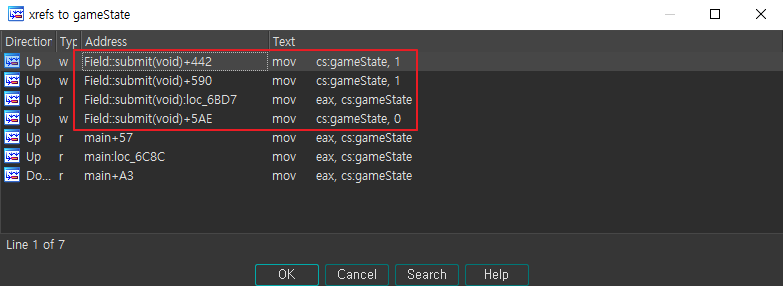 xrefs to gameState
Direction Typ Address Text
Up w Field::submit(void)+442 mov cs:gameState, 1
Up w Field::submit(void)+590 mov cs:gameState, 1
Up r Field::submit(void):loc_6BD7 mov eax, cs:gameState
Up w Field::submit(void)+5AE mov cs:gameState, 0
Up r main+57 mov eax, cs:gameState
Up r main:loc_6C8C mov eax, cs:gameState
Do... r main+A3 mov eax, cs:gameState
Line 1 of 7
OK Cancel Search Help